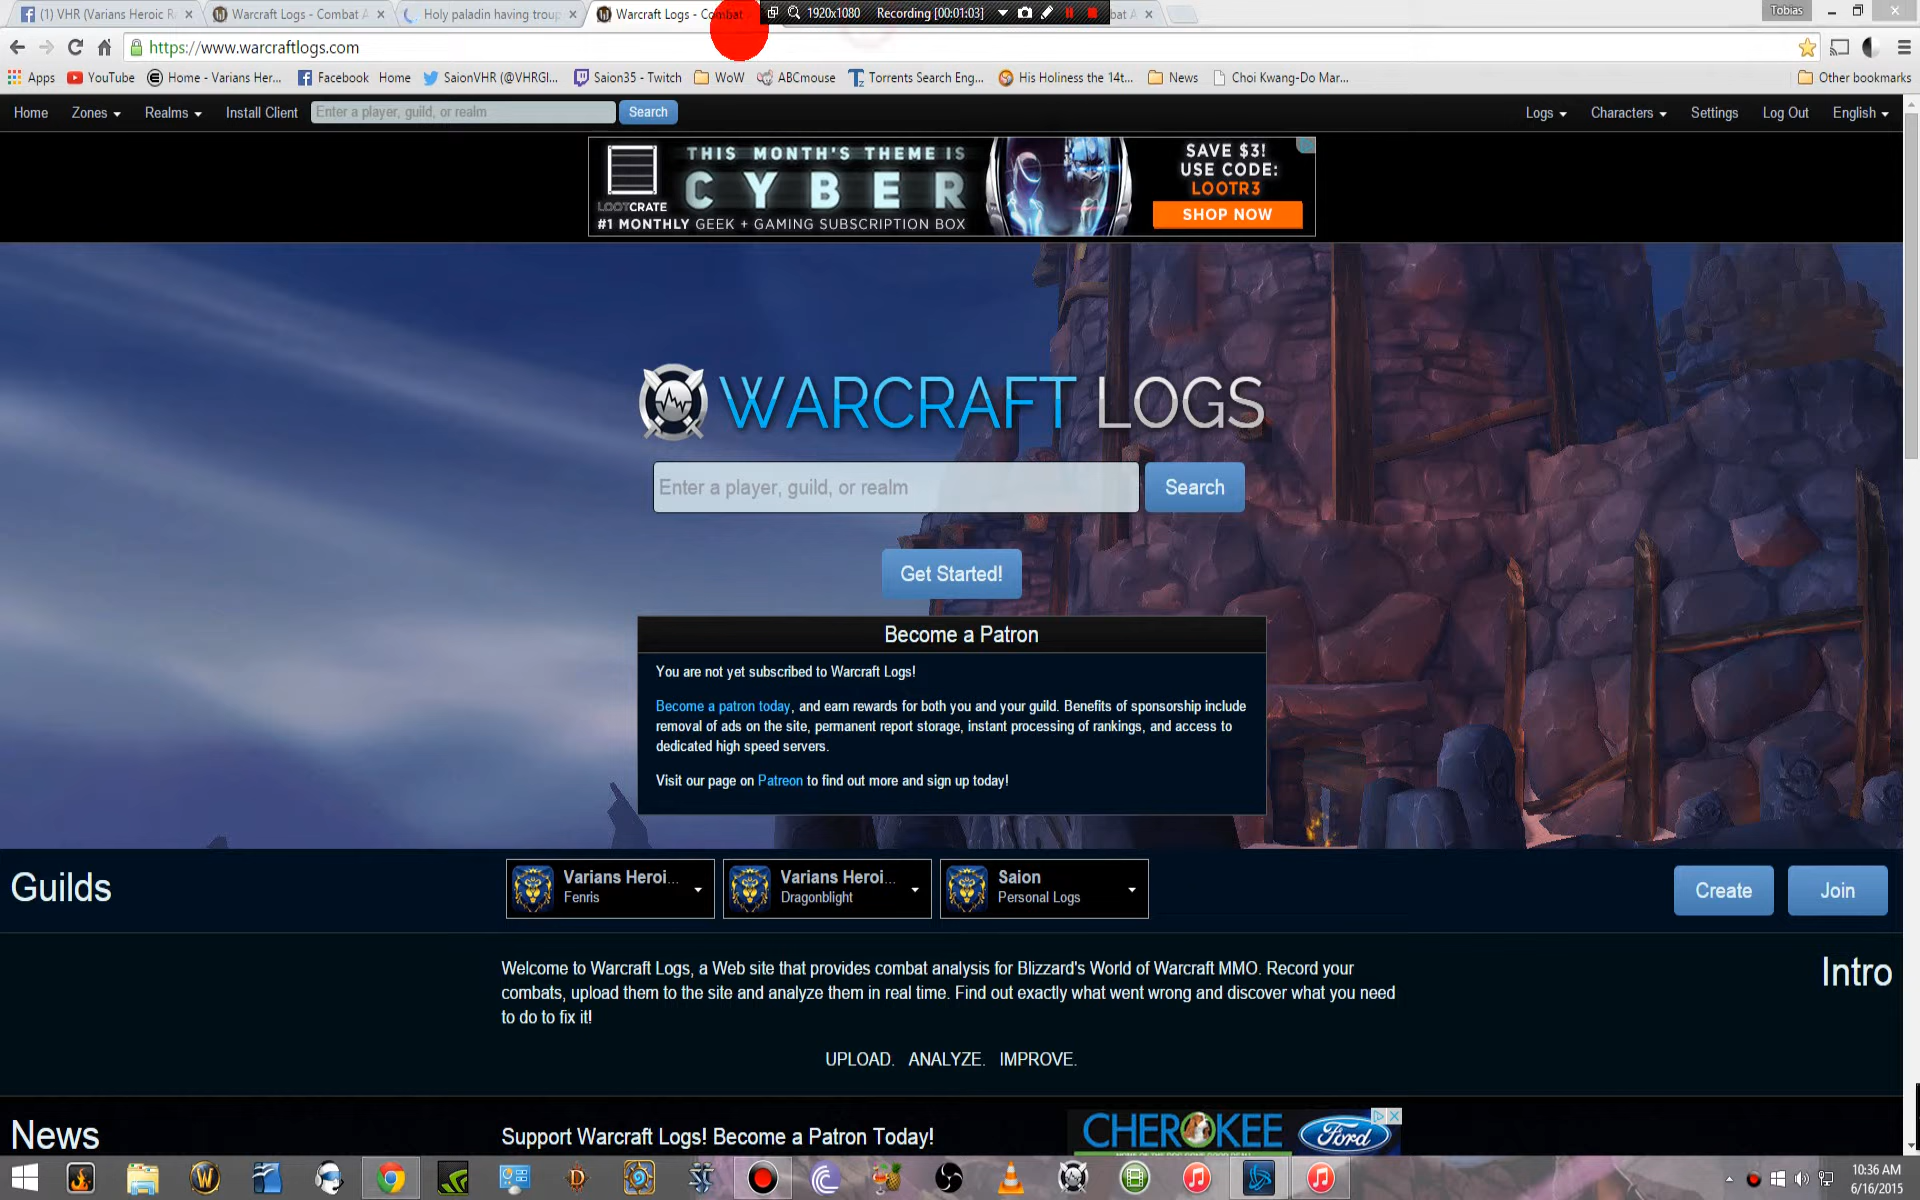 (1) VHR (Varians Heroic R
Warcraft Logs - Combat A
Holy paladin having troup
Warcraft Logs - Combat
1920x1080
Recording [00:01:03]
bat A
Tobias
https://www.warcraftlogs.com
Apps
YouTube
Home - Varians Her...
Facebook
Home
SaionVHR (@VHRGl...
Saion35 - Twitch
WoW
ABCmouse
Torrents Search Eng...
His Holiness the 14t...
News
Choi Kwang-Do Mar...
Other bookmarks
Home
Zones
Realms
Install Client
Enter a player, guild, or realm
Search
Logs
Characters
Settings
Log Out
English
LOOTCRATE
THIS MONTH'S THEME IS
CYBER
#1 MONTHLY GEEK + GAMING SUBSCRIPTION BOX
SAVE $3!
USE CODE:
LOOTR3
SHOP NOW
WARCRAFT LOGS
Enter a player, guild, or realm
Search
Get Started!
Become a Patron
You are not yet subscribed to Warcraft Logs!
Become a patron today, and earn rewards for both you and your guild. Benefits of sponsorship include
removal of ads on the site, permanent report storage, instant processing of rankings, and access to
dedicated high speed servers.
Visit our page on Patreon to find out more and sign up today!
Guilds
Varians Heroi...
Fenris
Varians Heroi...
Dragonblight
Saion
Personal Logs
Create
Join
Welcome to Warcraft Logs, a Web site that provides combat analysis for Blizzard's World of Warcraft MMO. Record your
combats, upload them to the site and analyze them in real time. Find out exactly what went wrong and discover what you need
to do to fix it!
Intro
UPLOAD. ANALYZE. IMPROVE.
News
Support Warcraft Logs! Become a Patron Today!
CHEROKEE
Ford
10:36 AM
6/16/2015